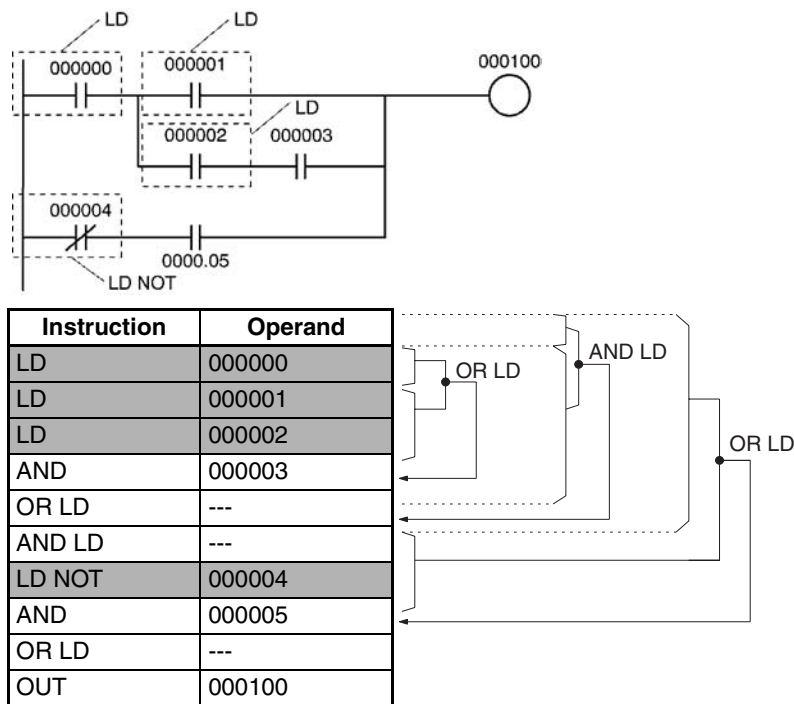 LD LD
000000 000001 000100
LD
000002 000003
000004
0000.05
LD NOT
Instruction Operand
LD 000000
LD 000001
LD 000002
AND 000003
OR LD ---
AND LD ---
LD NOT 000004
AND 000005
OR LD ---
OUT 000100
AND LD
OR LD
OR LD